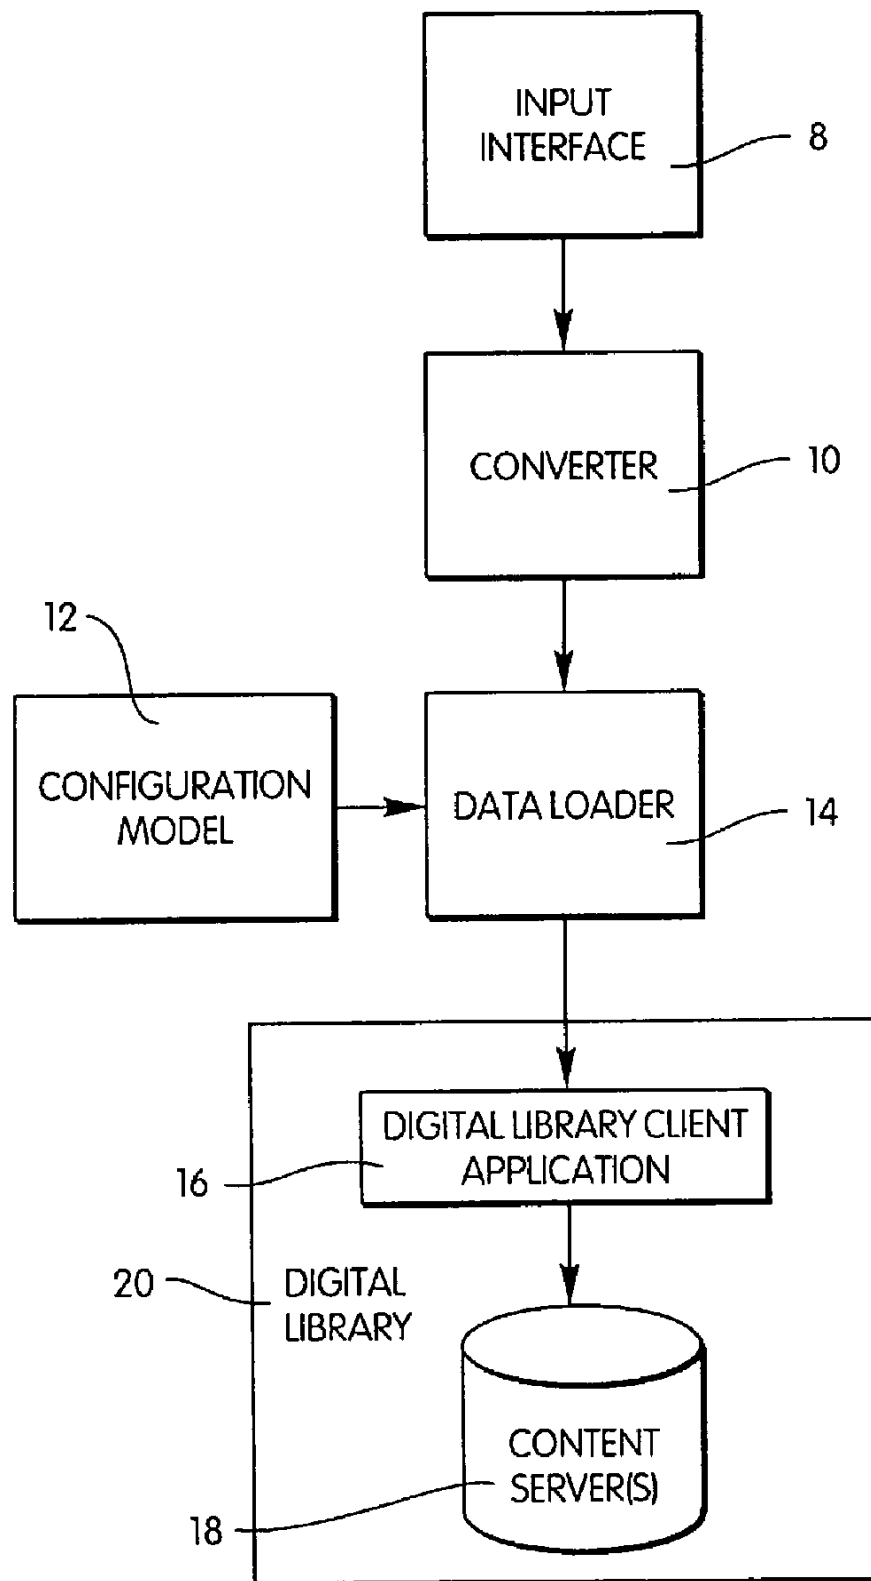 INPUT
INTERFACE
8
CONVERTER
10
12
CONFIGURATION
MODEL
DATA LOADER
14
DIGITAL LIBRARY CLIENT
APPLICATION
16
20
DIGITAL
LIBRARY
CONTENT
SERVER(S)
18